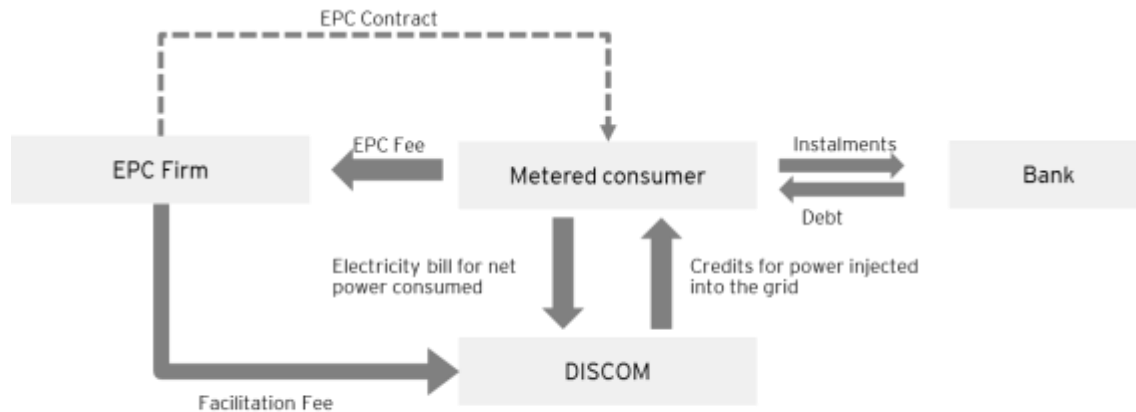 EPC Contract
EPC Firm
EPC Fee
Metered consumer
Instalments
Bank
Debt
Electricity bill for net
power consumed
Credits for power injected
into the grid
DISCOM
Facilitation Fee